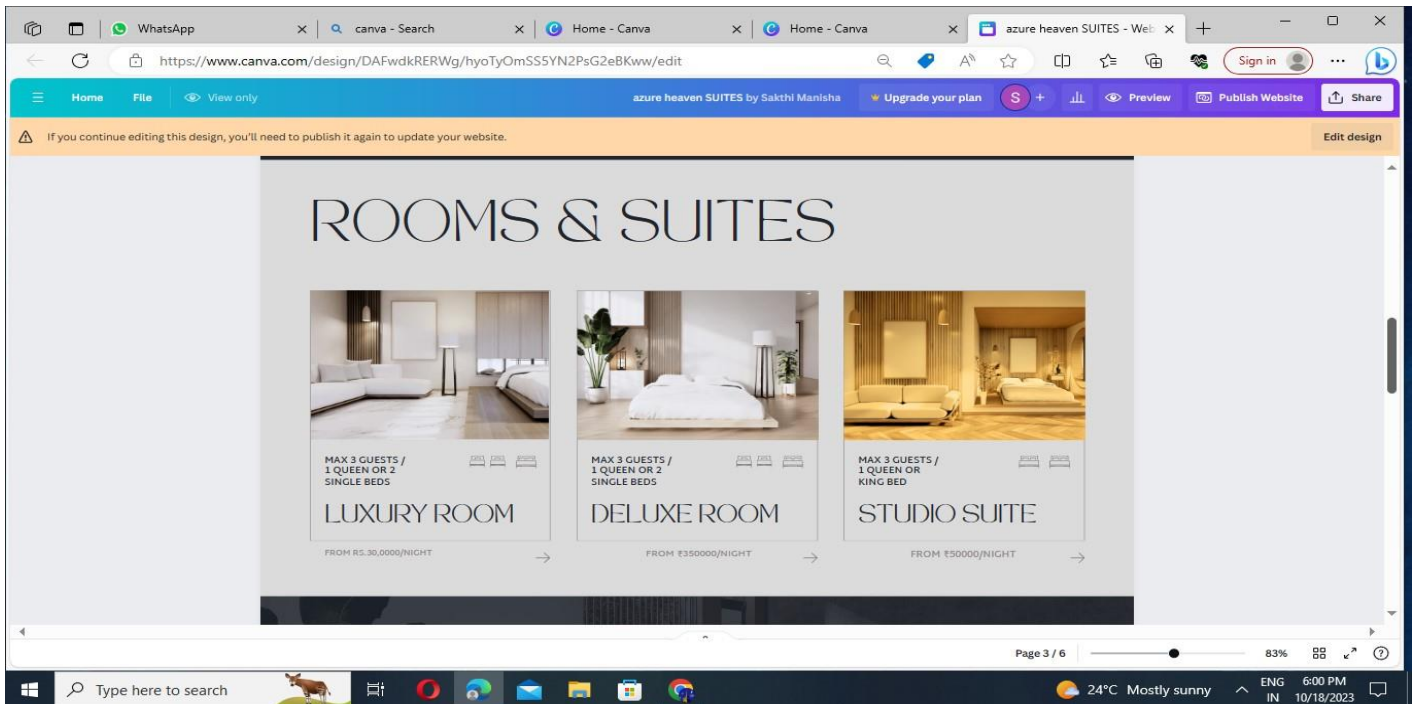 WhatsApp
canva - Search
Home - Canva
Home - Canva
azure heaven SUITES - Web
https://www.canva.com/design/DAFwdkRERWg/hyoTyOmSS5YN2PsG2eBKww/edit
Sign in
Home
File
View only
azure heaven SUITES by Sakthi Manisha
Upgrade your plan
S
Preview
Publish Website
Share
If you continue editing this design, you'll need to publish it again to update your website.
Edit design
ROOMS & SUITES
MAX 3 GUESTS /
1 QUEEN OR 2
SINGLE BEDS
LUXURY ROOM
FROM RS.30,0000/NIGHT
MAX 3 GUESTS /
1 QUEEN OR 2
SINGLE BEDS
DELUXE ROOM
FROM ₹350000/NIGHT
MAX 3 GUESTS /
1 QUEEN OR
KING BED
STUDIO SUITE
FROM ₹50000/NIGHT
Page 3 / 6
83%
Type here to search
24°C Mostly sunny
ENG
IN
6:00 PM
10/18/2023